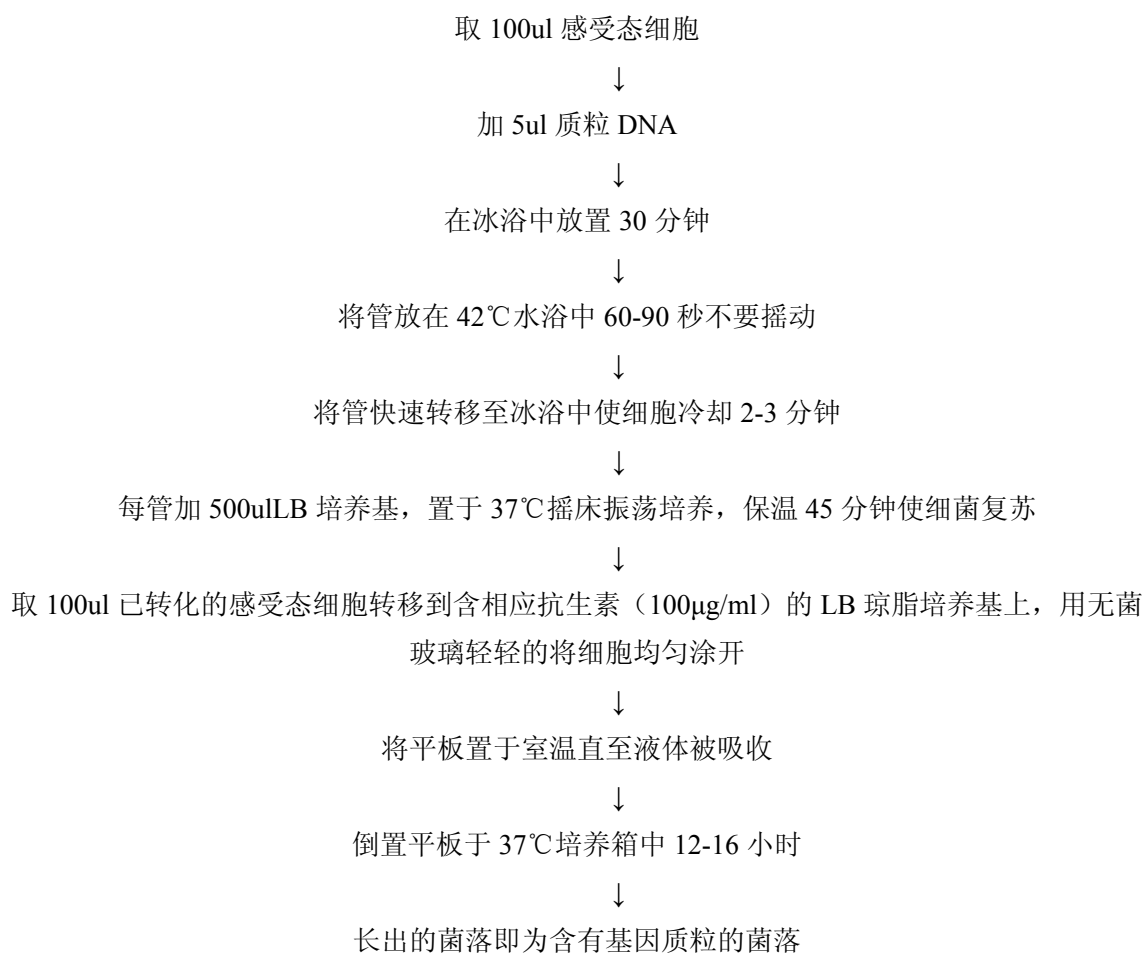 取 100ul 感受态细胞
↓
加 5ul 质粒 DNA
↓
在冰浴中放置 30 分钟
↓
将管放在 42℃水浴中 60-90 秒不要摇动
↓
将管快速转移至冰浴中使细胞冷却 2-3 分钟
↓
每管加 500ulLB 培养基，置于 37℃摇床振荡培养，保温 45 分钟使细菌复苏
↓
取 100ul 已转化的感受态细胞转移到含相应抗生素（100μg/ml）的 LB 琼脂培养基上，用无菌
玻璃轻轻的将细胞均匀涂开
↓
将平板置于室温直至液体被吸收
↓
倒置平板于 37℃培养箱中 12-16 小时
↓
长出的菌落即为含有基因质粒的菌落